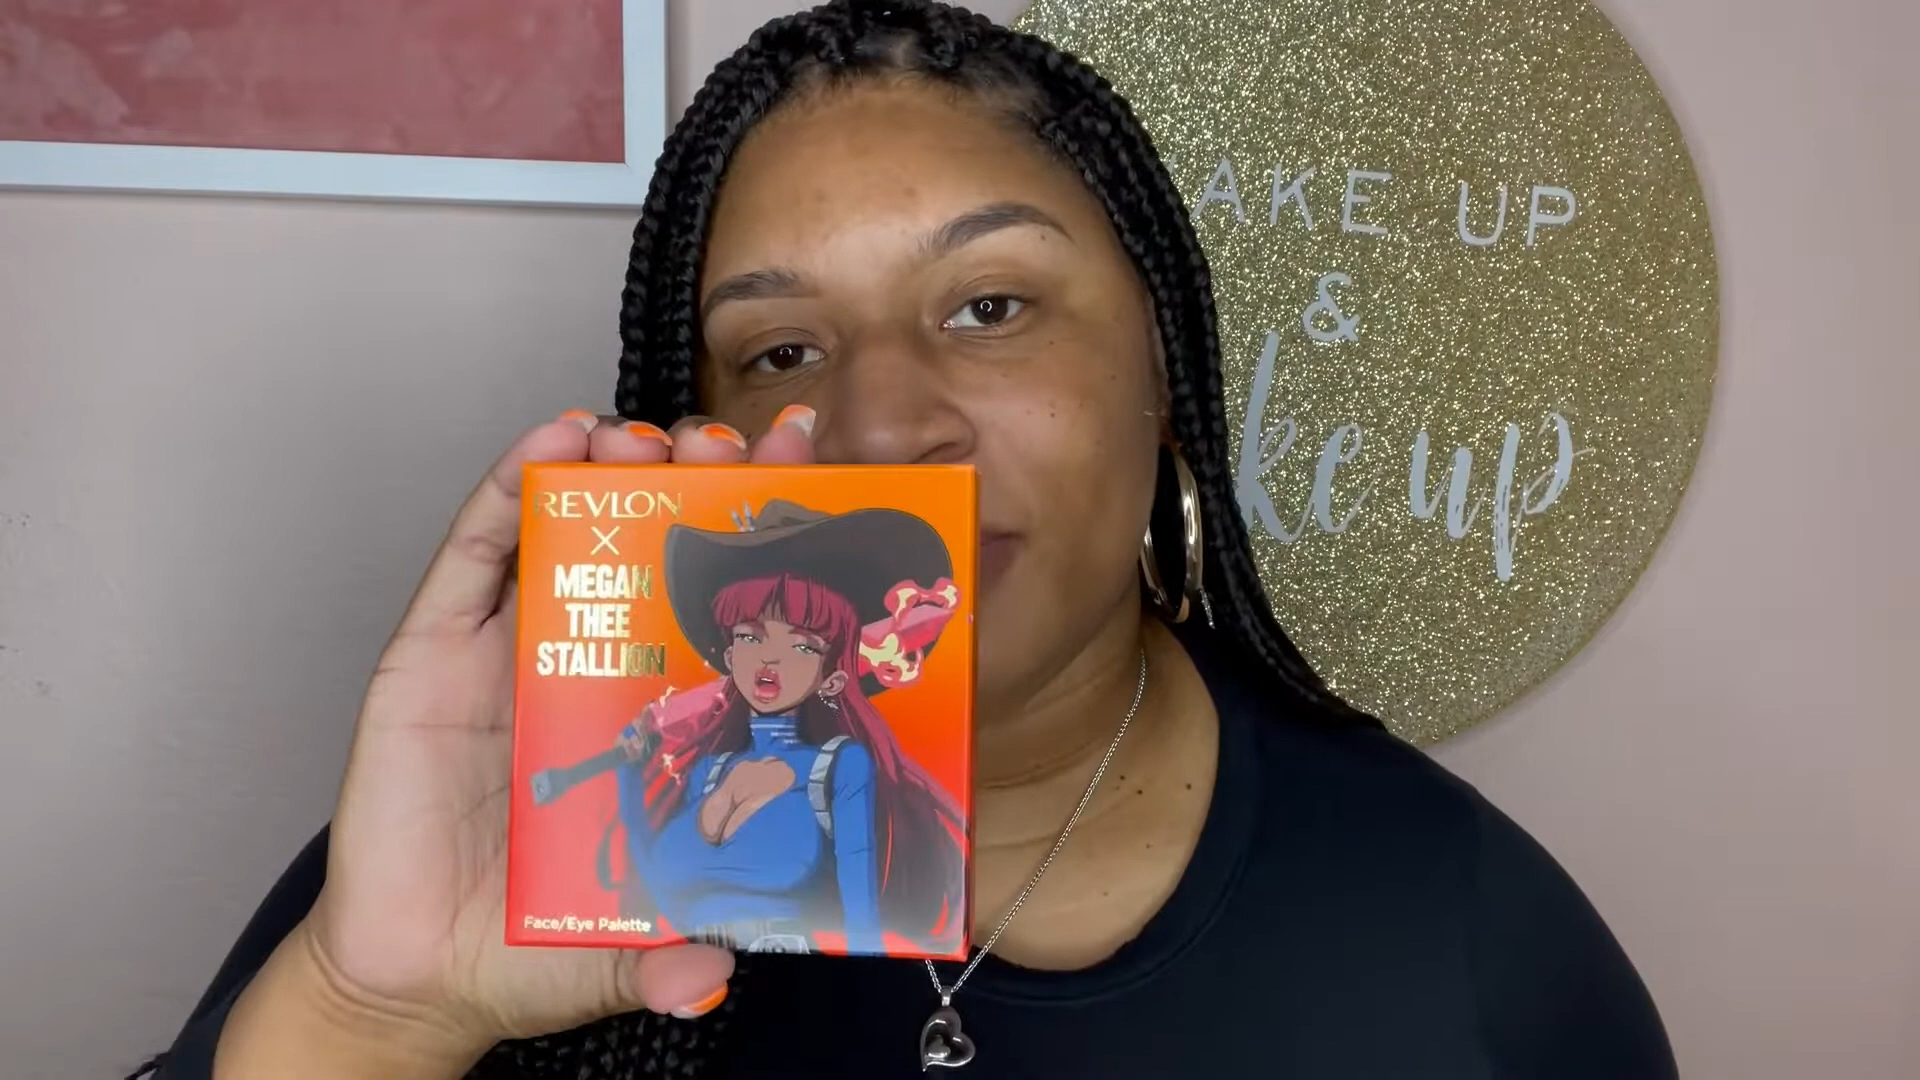 REVLON
X
MEGAN
THEE
STALLION
Face/Eye Palette
AKE UP
&
ke up